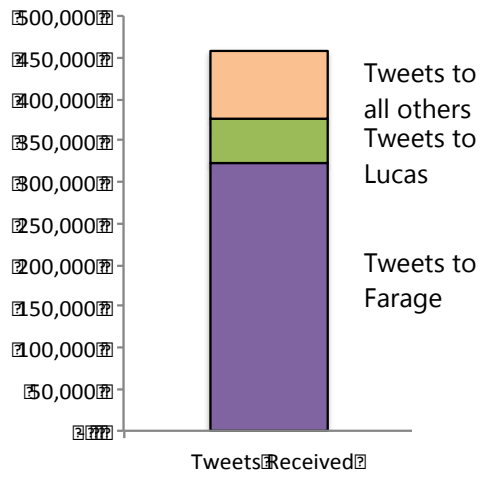 500,000
450,000
400,000
350,000
300,000
250,000
200,000
150,000
100,000
50,000
-
Tweets to
all others
Tweets to
Lucas
Tweets to
Farage
Tweets Received